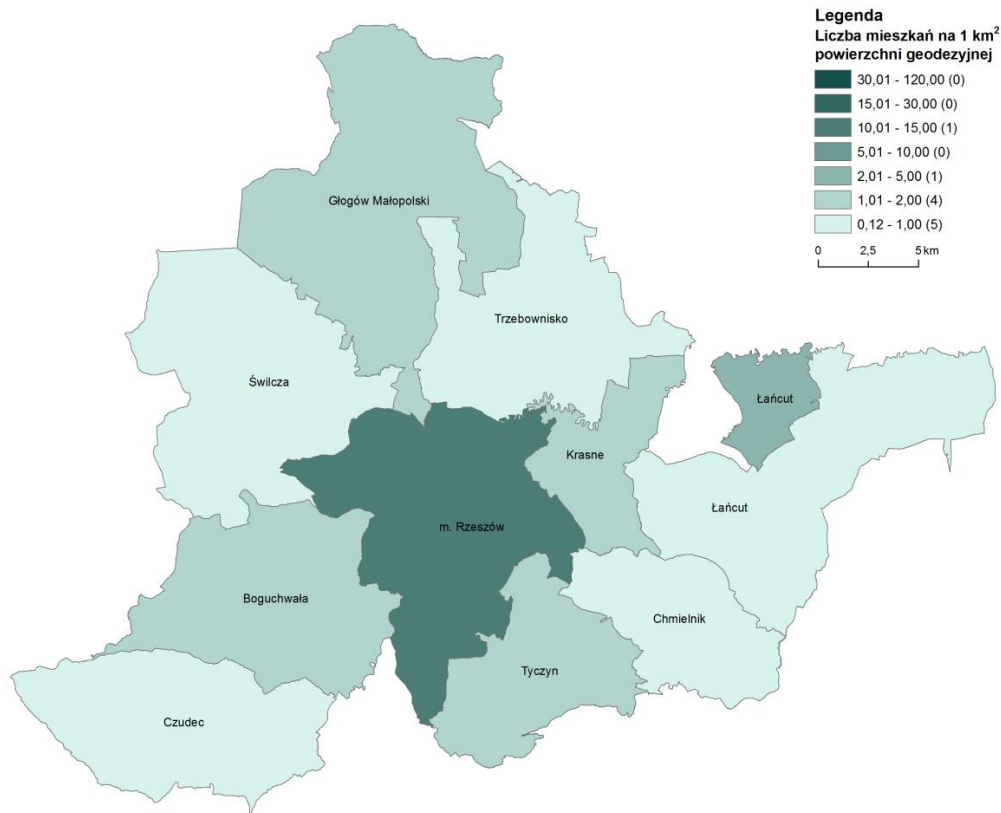 Legenda
Liczba mieszkań na 1 km²
powierzchni geodezyjnej
30,01 - 120,00 (0)
15,01 - 30,00 (0)
10,01 - 15,00 (1)
5,01 - 10,00 (0)
2,01 - 5,00 (1)
1,01 - 2,00 (4)
0,12 - 1,00 (5)
0 2,5 5 km
Głogów Małopolski
Trzebownisko
Świlcza
Łańcut
Krasne
Łańcut
m. Rzeszów
Boguchwała
Chmielnik
Tyczyn
Czudec